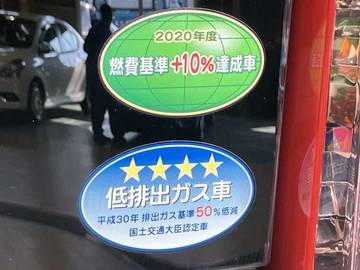 2020年度
燃費基準+10%達成車
★★★★
低排出ガス車
平成30年 排出ガス基準50%低減
国土交通大臣認定車